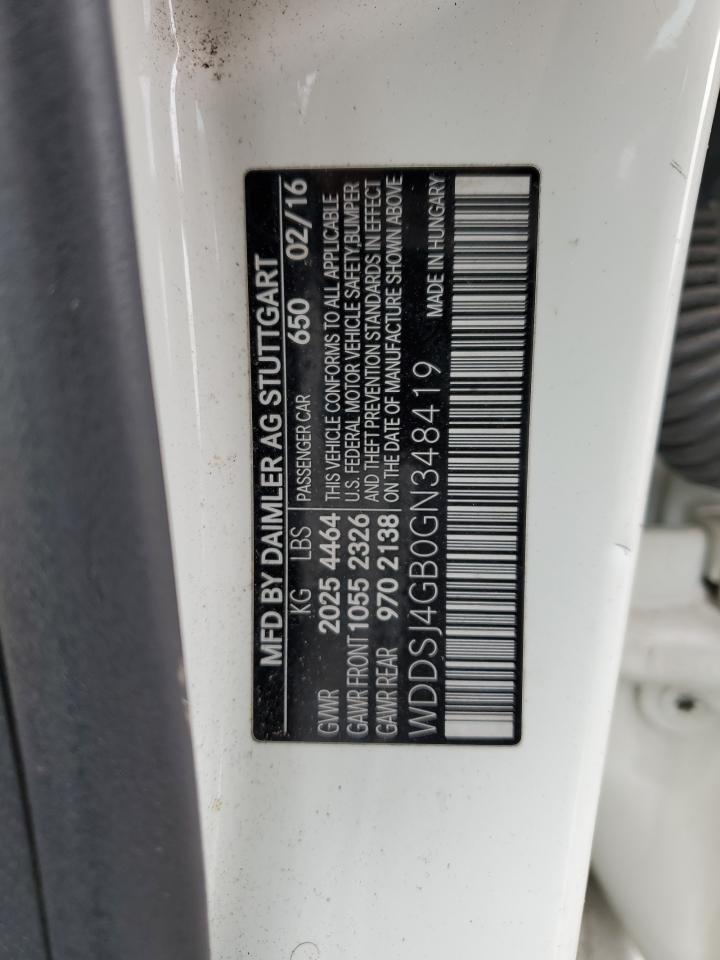 MFD BY DAIMLER AG STUTTGART
KG LBS PASSENGER CAR 650 02/16
GWR 2025 4464 THIS VEHICLE CONFORMS TO ALL APPLICABLE
GAWR FRONT 1055 2326 U.S. FEDERAL MOTOR VEHICLE SAFETY,BUMPER
AND THEFT PREVENTION STANDARDS IN EFFECT
GAWR REAR 970 2138 ON THE DATE OF MANUFACTURE SHOWN ABOVE
WDDSJ4GB0GN348419 MADE IN HUNGARY